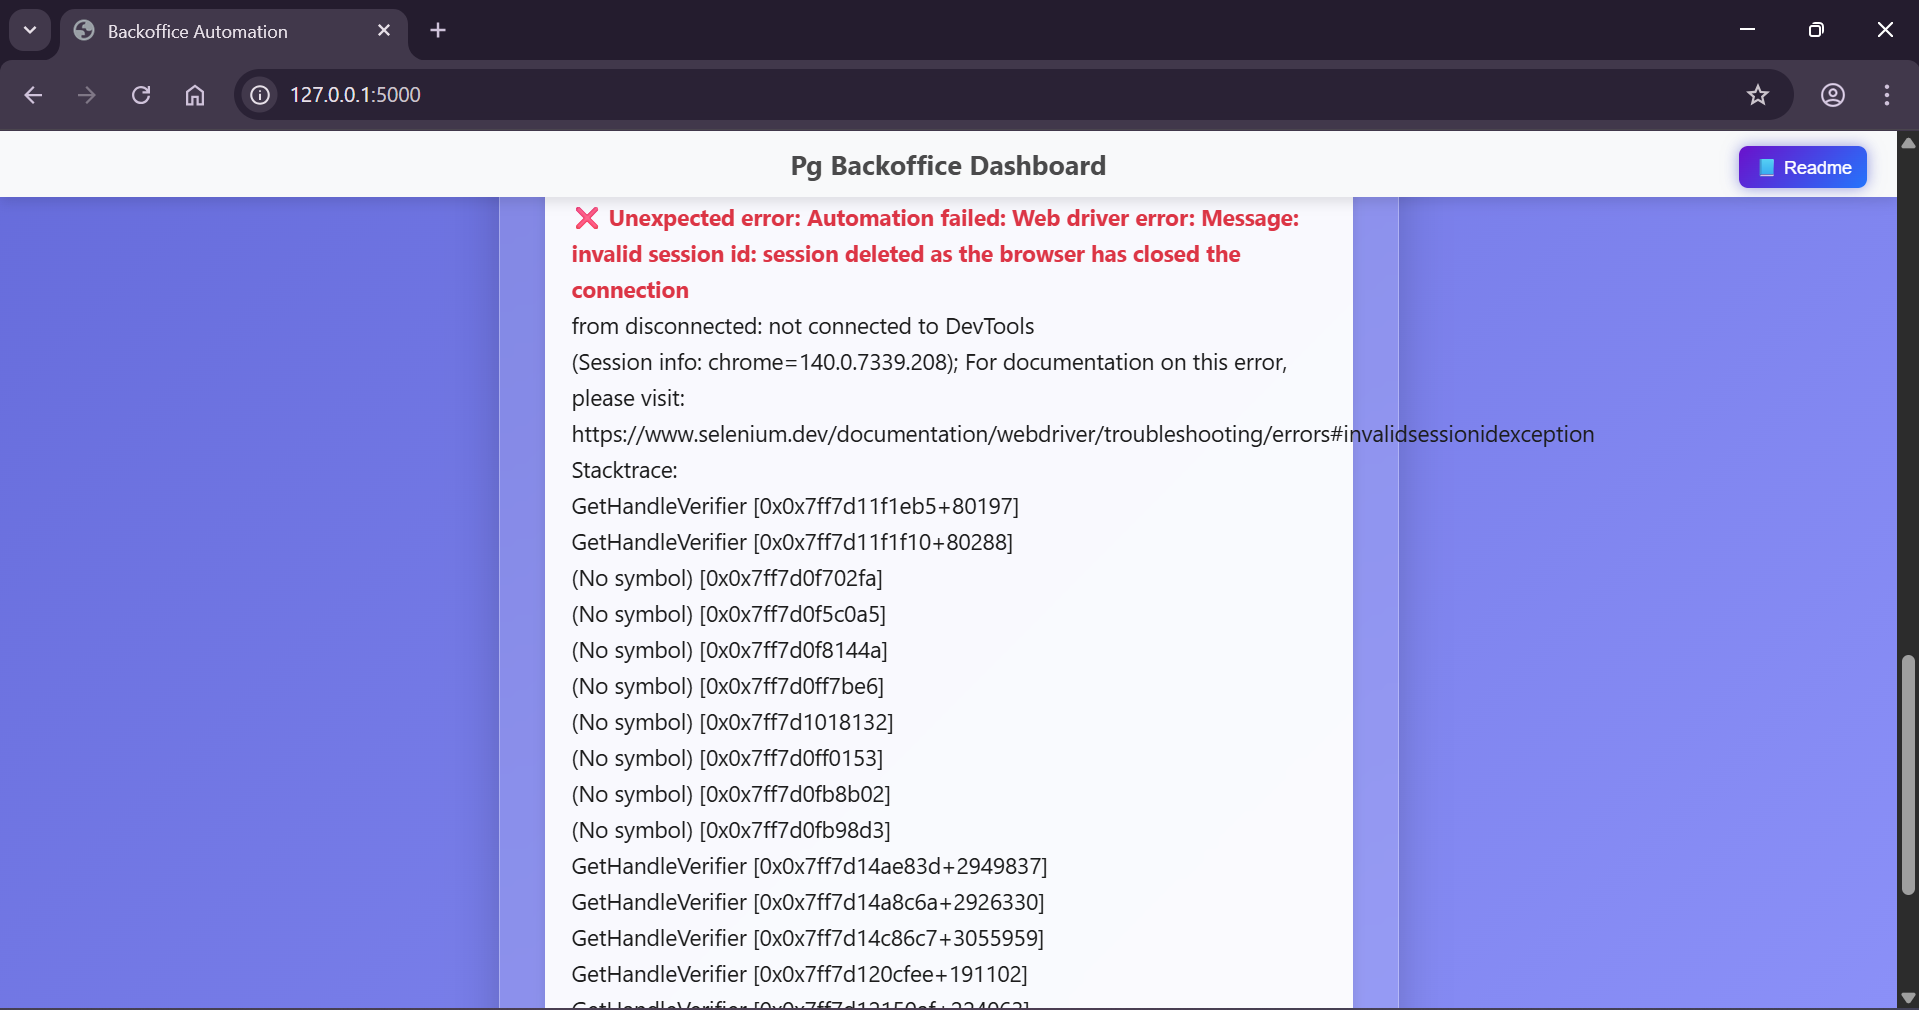 Backoffice Automation
127.0.0.1:5000
Pg Backoffice Dashboard
Readme
❌ Unexpected error: Automation failed: Web driver error: Message:
invalid session id: session deleted as the browser has closed the
connection
from disconnected: not connected to DevTools
(Session info: chrome=140.0.7339.208); For documentation on this error,
please visit:
https://www.selenium.dev/documentation/webdriver/troubleshooting/errors#invalidsessionidexception
Stacktrace:
GetHandleVerifier [0x0x7ff7d11f1eb5+80197]
GetHandleVerifier [0x0x7ff7d11f1f10+80288]
(No symbol) [0x0x7ff7d0f702fa]
(No symbol) [0x0x7ff7d0f5c0a5]
(No symbol) [0x0x7ff7d0f8144a]
(No symbol) [0x0x7ff7d0ff7be6]
(No symbol) [0x0x7ff7d1018132]
(No symbol) [0x0x7ff7d0ff0153]
(No symbol) [0x0x7ff7d0fb8b02]
(No symbol) [0x0x7ff7d0fb98d3]
GetHandleVerifier [0x0x7ff7d14ae83d+2949837]
GetHandleVerifier [0x0x7ff7d14a8c6a+2926330]
GetHandleVerifier [0x0x7ff7d14c86c7+3055959]
GetHandleVerifier [0x0x7ff7d120cfee+191102]
GetHandleVerifier